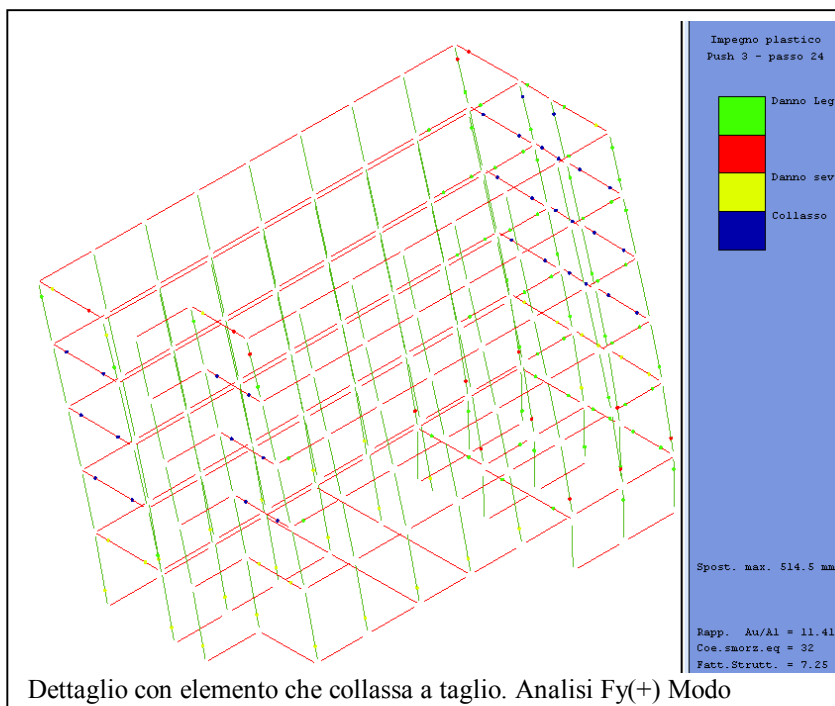 Impegno plastico
Push 3 - passo 24
Danno Leg
Danno sev
Collasso
Spost. max. 514.5 mm
Rapp. Au/A1 = 11.41
Coe.smorz.eq = 32
Fatt.Strutt. = 7.25
Dettaglio con elemento che collassa a taglio. Analisi Fy(+) Modo